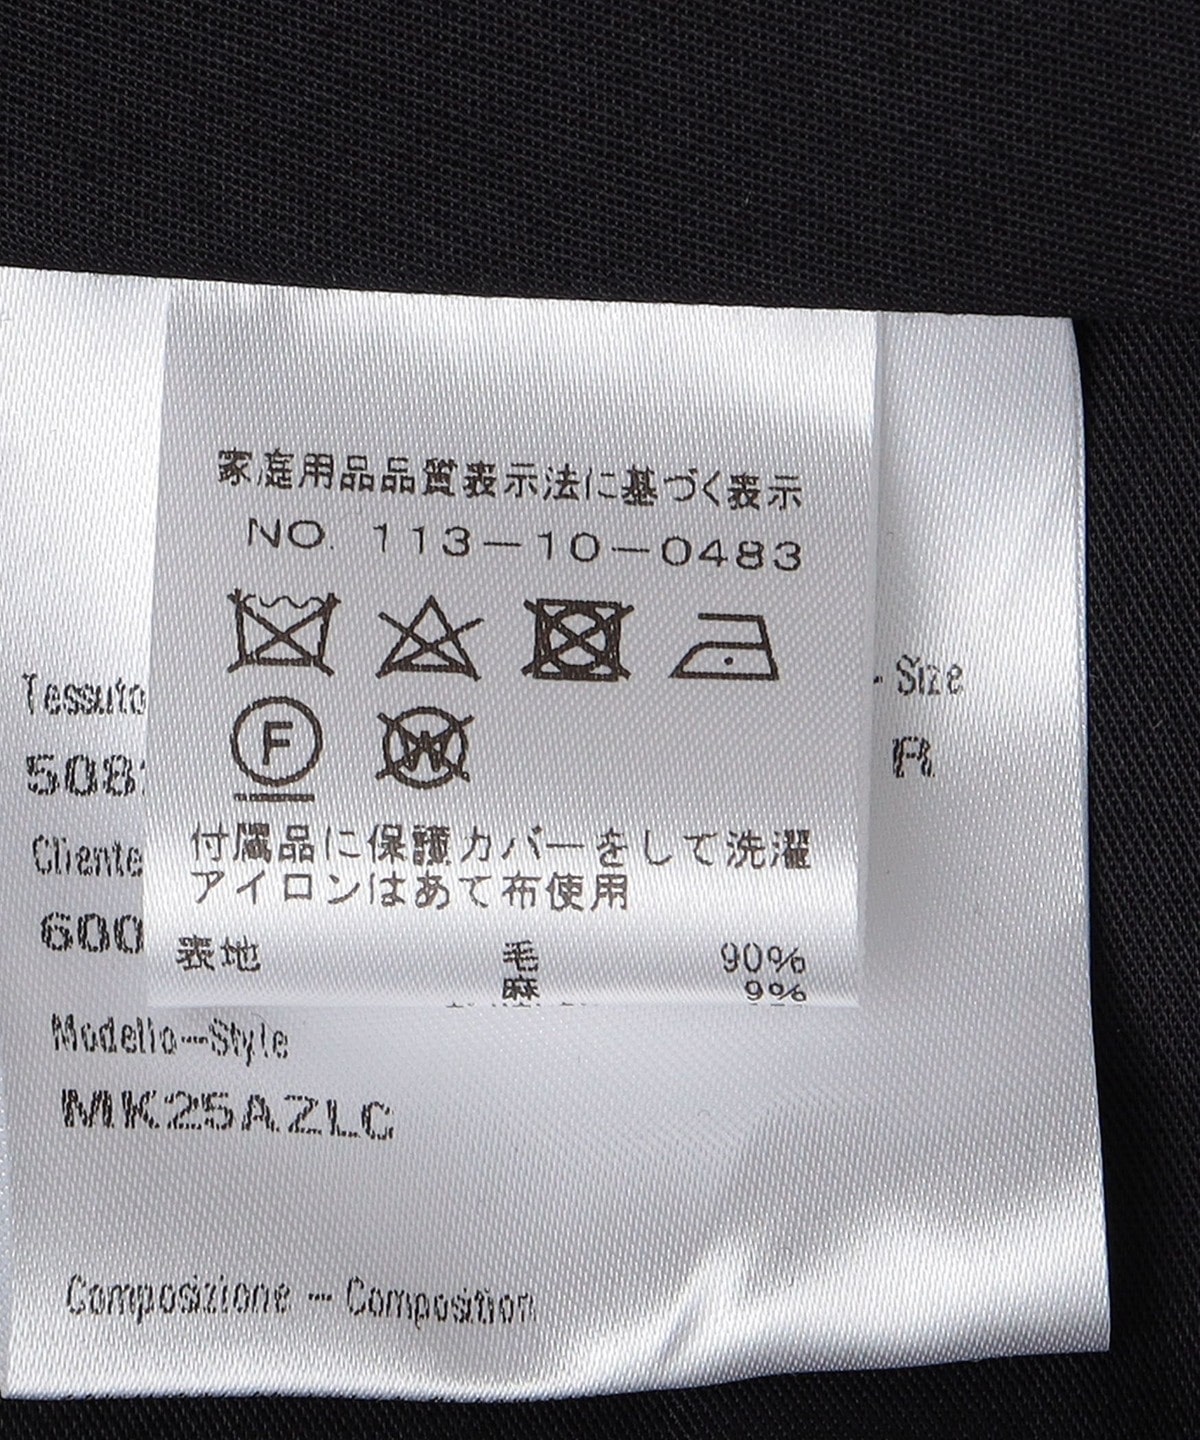 家庭用品品質表示法に基づく表示
NO. 113-10-0483
F
W
付属品に保護カバーをして洗濯
アイロンはあて布使用
表地 毛 90%
麻 9%
Tessuto
508
Size
R
Cliente
600
Modello-Style
MK25AZLC
Composizione - Composition